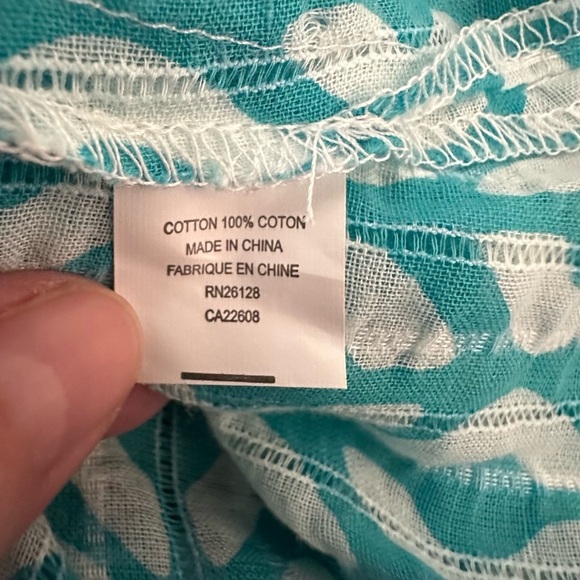 COTTON 100% COTON
MADE IN CHINA
FABRIQUE EN CHINE
RN26128
CA22608